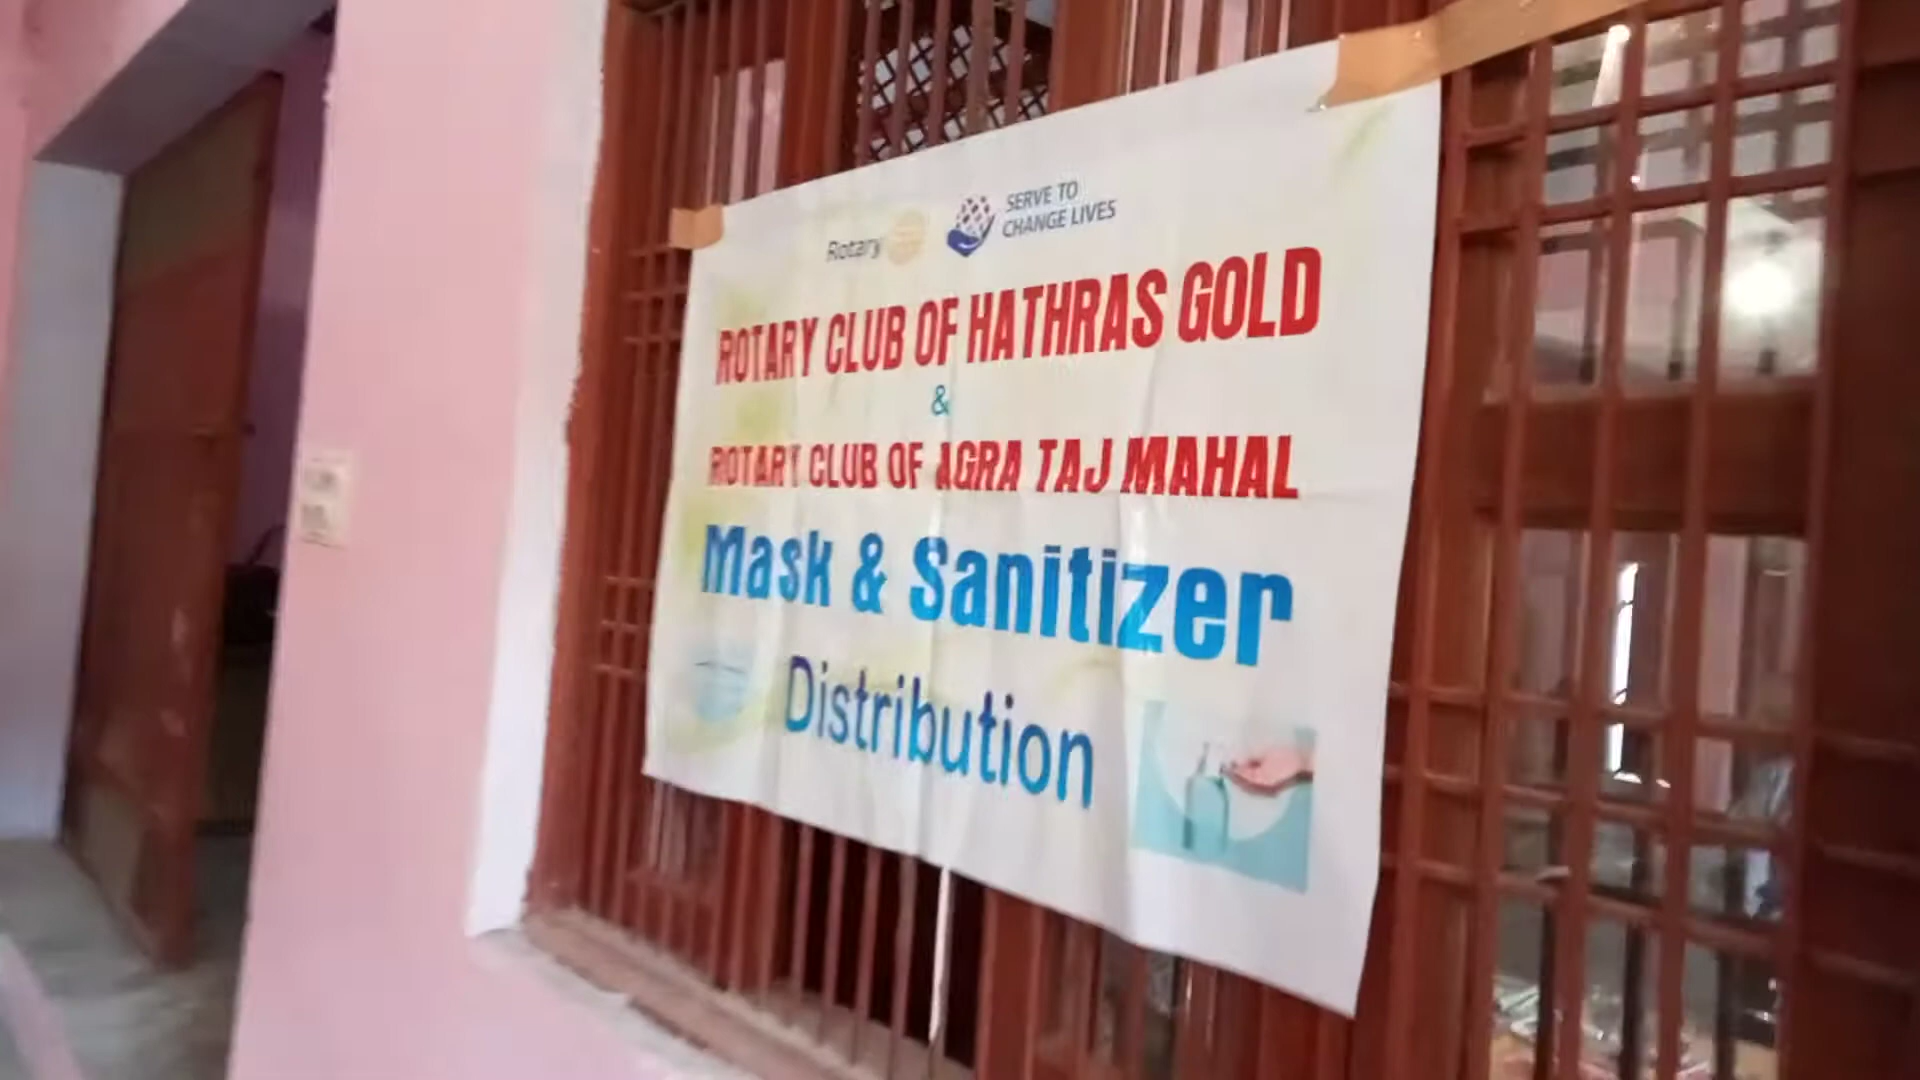 Rotary
SERVE TO
CHANGE LIVES
ROTARY CLUB OF HATHRAS GOLD
&
ROTARY CLUB OF AGRA TAJ MAHAL
Mask & Sanitizer
Distribution